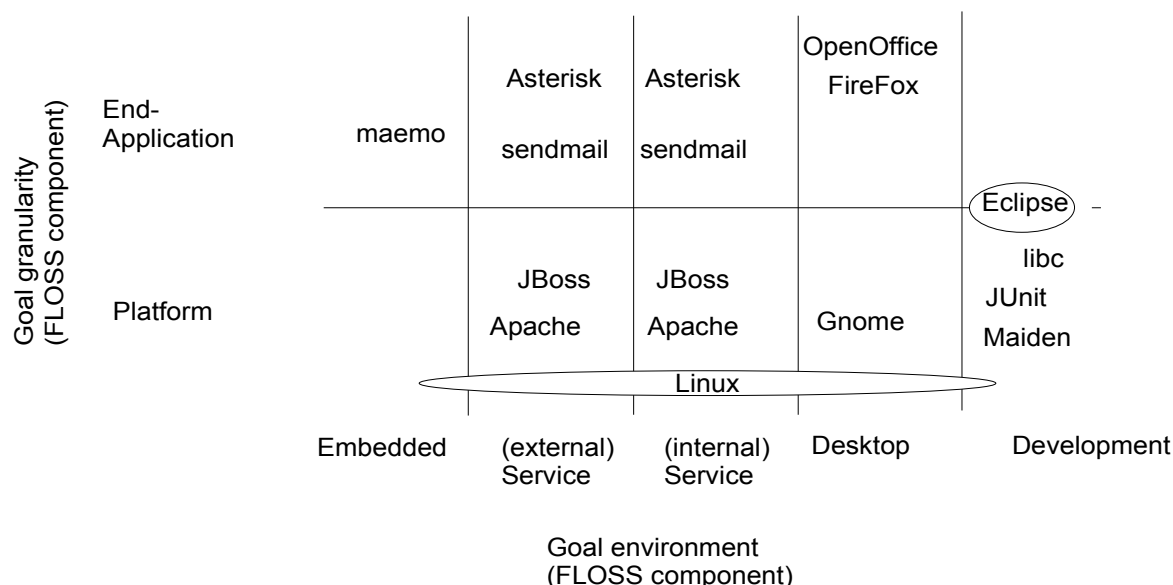 OpenOffice
FireFox
Asterisk
Asterisk
End-
Application
maemo
sendmail
sendmail
Goal granularity
(FLOSS component)
Eclipse
libc
JBoss
JBoss
JUnit
Platform
Apache
Apache
Gnome
Maiden
Linux
Embedded
(external)
Service
(internal)
Service
Desktop
Development
Goal environment
(FLOSS component)